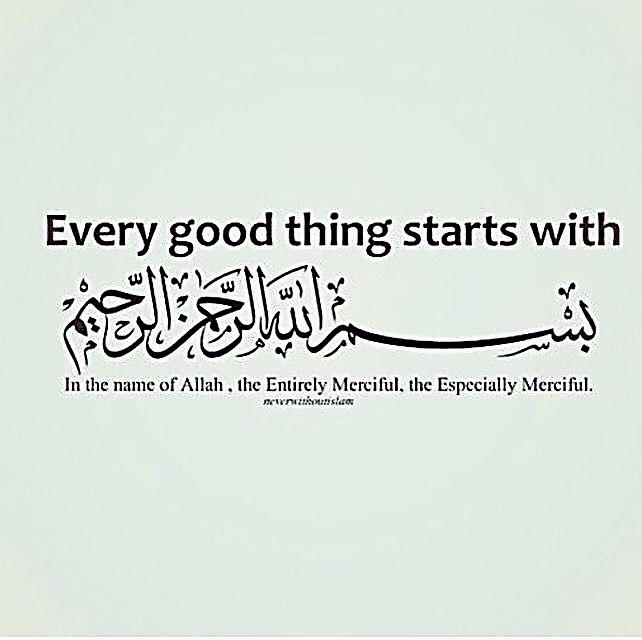 Every good thing starts with
بسم الله الرحمن الرحيم
In the name of Allah , the Entirely Merciful, the Especially Merciful.
neverwithoutislam